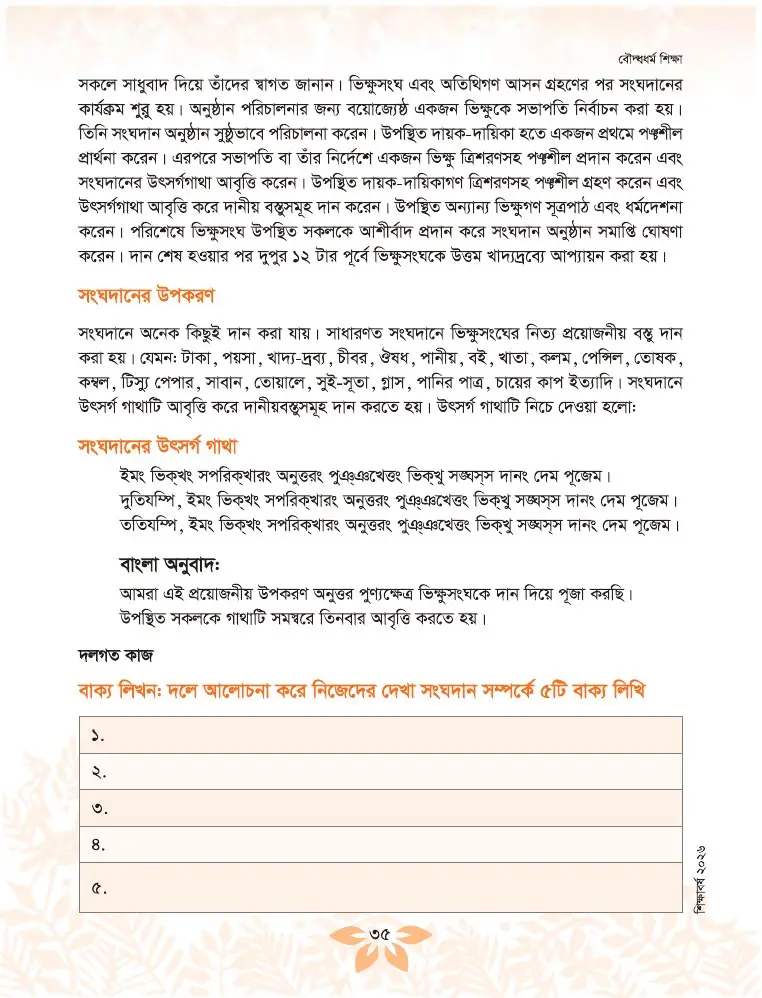 বৌদ্ধধর্ম শিক্ষা
সকলে সাধুবাদ দিয়ে তাঁদের স্বাগত জানান। ভিক্ষুসংঘ এবং অতিথিগণ আসন গ্রহণের পর সংঘদানের
কার্যক্রম শুরু হয়। অনুষ্ঠান পরিচালনার জন্য বয়োজ্যেষ্ঠ একজন ভিক্ষুকে সভাপতি নির্বাচন করা হয়।
তিনি সংঘদান অনুষ্ঠান সুষ্ঠুভাবে পরিচালনা করেন। উপস্থিত দায়ক-দায়িকা হতে একজন প্রথমে পঞ্চশীল
প্রার্থনা করেন। এরপরে সভাপতি বা তাঁর নির্দেশে একজন ভিক্ষু ত্রিশরণসহ পঞ্চশীল প্রদান করেন এবং
সংঘদানের উৎসর্গগাথা আবৃত্তি করেন। উপস্থিত দায়ক-দায়িকাগণ ত্রিশরণসহ পঞ্চশীল গ্রহণ করেন এবং
উৎসর্গগাথা আবৃত্তি করে দানীয় বস্তুসমূহ দান করেন। উপস্থিত অন্যান্য ভিক্ষুগণ সূত্রপাঠ এবং ধর্মদেশনা
করেন। পরিশেষে ভিক্ষুসংঘ উপস্থিত সকলকে আশীর্বাদ প্রদান করে সংঘদান অনুষ্ঠান সমাপ্তি ঘোষণা
করেন। দান শেষ হওয়ার পর দুপুর ১২ টার পূর্বে ভিক্ষুসংঘকে উত্তম খাদ্যদ্রব্যে আপ্যায়ন করা হয়।
সংঘদানের উপকরণ
সংঘদানে অনেক কিছুই দান করা যায়। সাধারণত সংঘদানে ভিক্ষুসংঘের নিত্য প্রয়োজনীয় বস্তু দান
করা হয়। যেমন: টাকা, পয়সা, খাদ্য-দ্রব্য, চীবর, ঔষধ, পানীয়, বই, খাতা, কলম, পেন্সিল, তোষক,
কম্বল, টিস্যু পেপার, সাবান, তোয়ালে, সুই-সূতা, গ্লাস, পানির পাত্র, চায়ের কাপ ইত্যাদি। সংঘদানে
উৎসর্গ গাথাটি আবৃত্তি করে দানীয়বস্তুসমূহ দান করতে হয়। উৎসর্গ গাথাটি নিচে দেওয়া হলো:
সংঘদানের উৎসর্গ গাথা
ইমং ভিক্‌খং সপরিক্‌খারং অনুত্তরং পুঞ্‌ঞখেত্তং ভিক্‌খু সঙ্ঘস্‌স দানং দেম পূজেম।
দুতিযম্পি, ইমং ভিক্‌খং সপরিক্‌খারং অনুত্তরং পুঞ্‌ঞখেত্তং ভিক্‌খু সঙ্ঘস্‌স দানং দেম পূজেম।
ততিযম্পি, ইমং ভিক্‌খং সপরিক্‌খারং অনুত্তরং পুঞ্‌ঞখেত্তং ভিক্‌খু সঙ্ঘস্‌স দানং দেম পূজেম।
বাংলা অনুবাদ:
আমরা এই প্রয়োজনীয় উপকরণ অনুত্তর পুণ্যক্ষেত্র ভিক্ষুসংঘকে দান দিয়ে পূজা করছি।
উপস্থিত সকলকে গাথাটি সমস্বরে তিনবার আবৃত্তি করতে হয়।
দলগত কাজ
বাক্য লিখন: দলে আলোচনা করে নিজেদের দেখা সংঘদান সম্পর্কে ৫টি বাক্য লিখি
১.
২.
৩.
৪.
৫.
শিক্ষাবর্ষ ২০২৬
৩৫